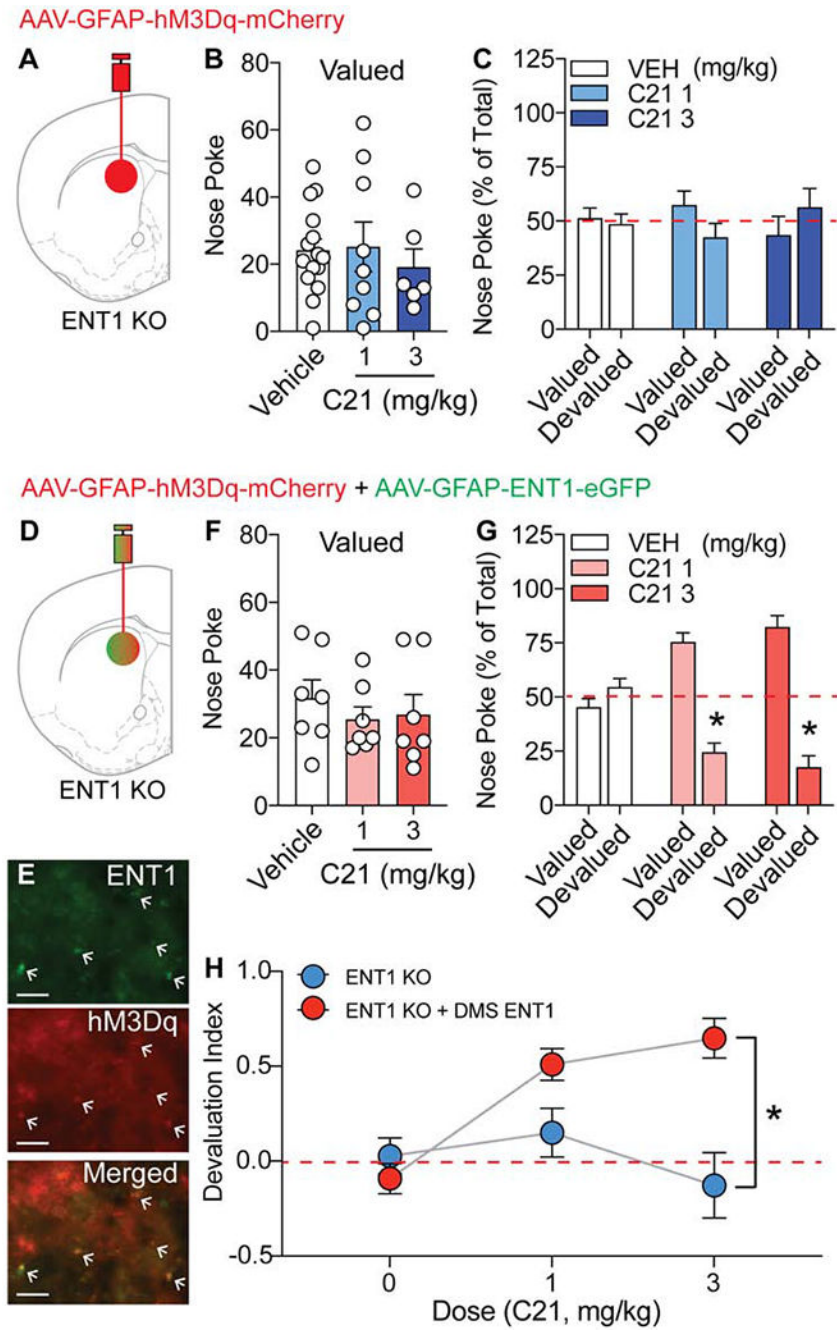 AAV-GFAP-hM3Dq-mCherry
A
ENT1 KO
B
Valued
Nose Poke
80
60
40
20
0
Vehicle
1
3
C21 (mg/kg)
C
VEH (mg/kg)
C21 1
C21 3
Nose Poke (% of Total)
125
100
75
50
25
0
Valued
Devalued
Valued
Devalued
Valued
Devalued
AAV-GFAP-hM3Dq-mCherry + AAV-GFAP-ENT1-eGFP
D
ENT1 KO
F
Valued
Nose Poke
80
60
40
20
0
Vehicle
1
3
C21 (mg/kg)
G
VEH (mg/kg)
C21 1
C21 3
Nose Poke (% of Total)
125
100
75
50
25
0
*
*
Valued
Devalued
Valued
Devalued
Valued
Devalued
E
ENT1
hM3Dq
Merged
H
ENT1 KO
ENT1 KO + DMS ENT1
Devaluation Index
1.0
0.5
0.0
-0.5
*
0
1
3
Dose (C21, mg/kg)